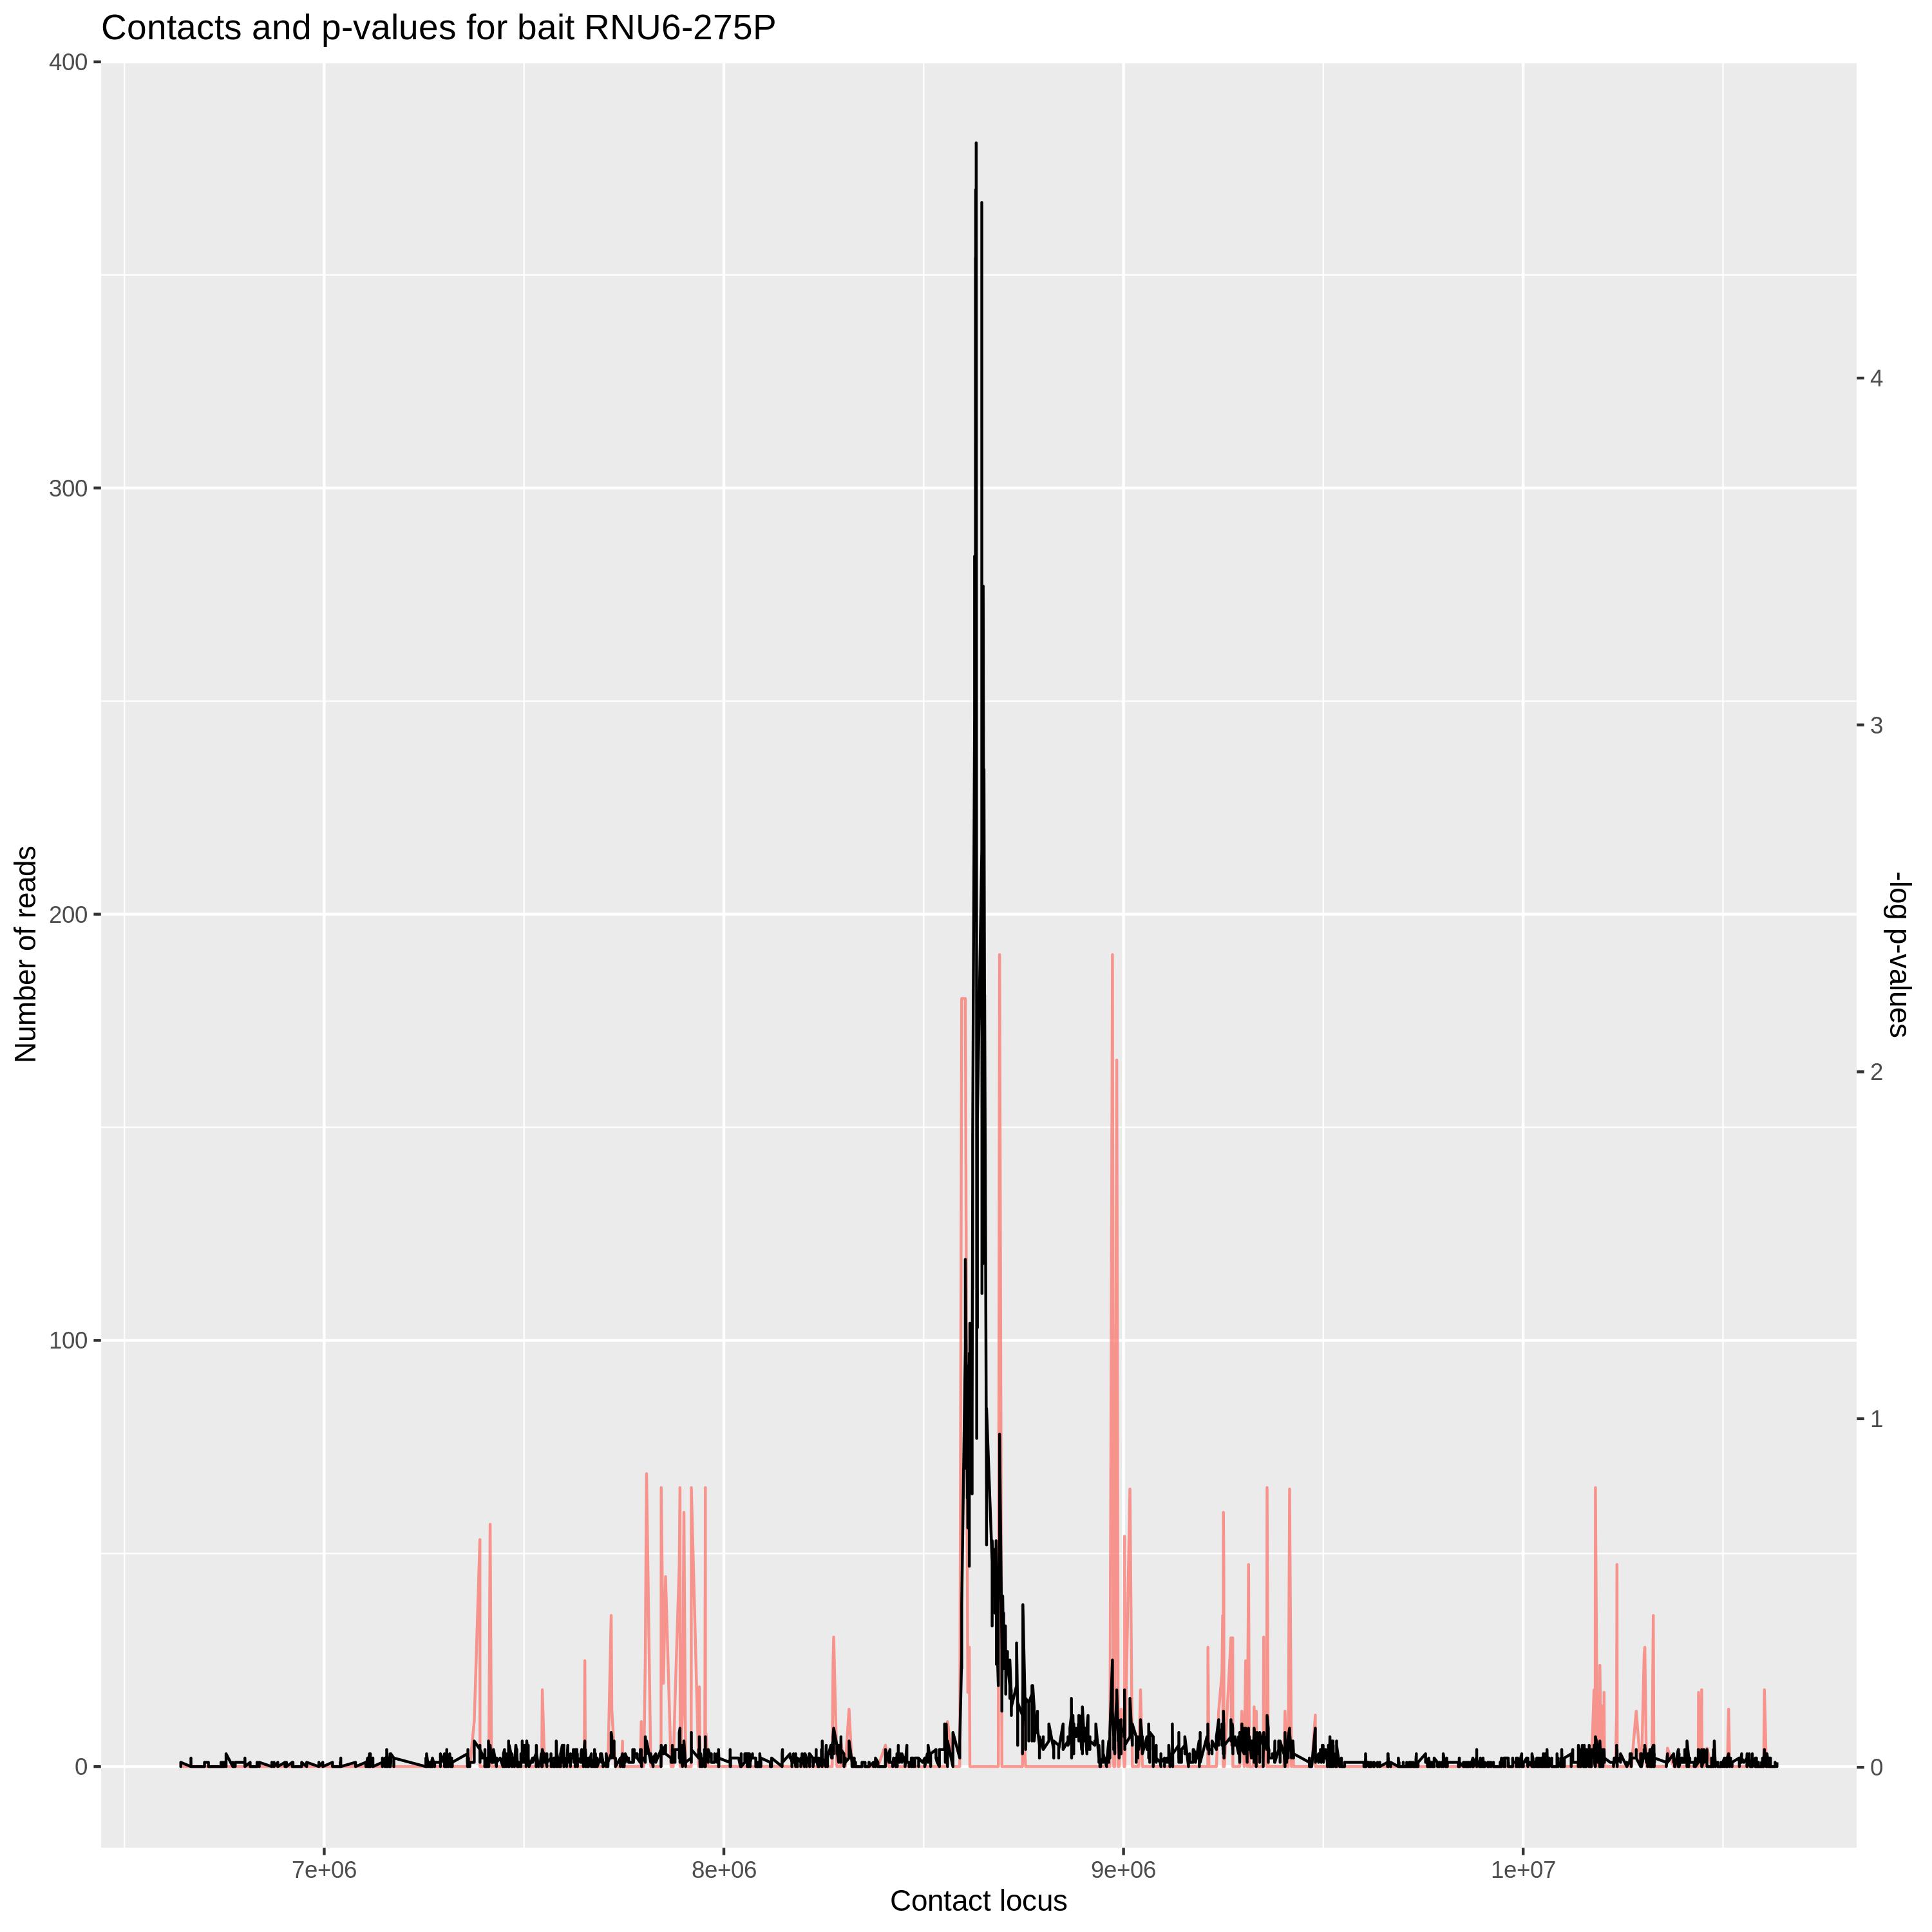 Contacts and p-values for bait RNU6-275P
400
300
200
100
0
Number of reads
4
3
2
1
0
-log p-values
7e+06
8e+06
9e+06
1e+07
Contact locus